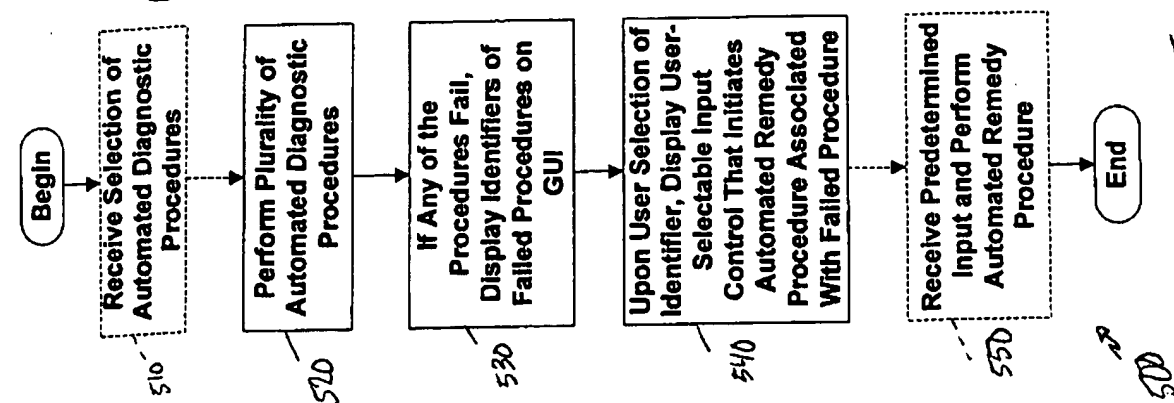 Begin
Receive Selection of
Automated Diagnostic
Procedures
510
Perform Plurality of
Automated Diagnostic
Procedures
520
If Any of the
Procedures Fail,
Display Identifiers of
Failed Procedures on
GUI
530
Upon User Selection of
Identifier, Display User-
Selectable Input
Control That Initiates
Automated Remedy
Procedure Associated
With Failed Procedure
540
Receive Predetermined
Input and Perform
Automated Remedy
Procedure
550
End
500